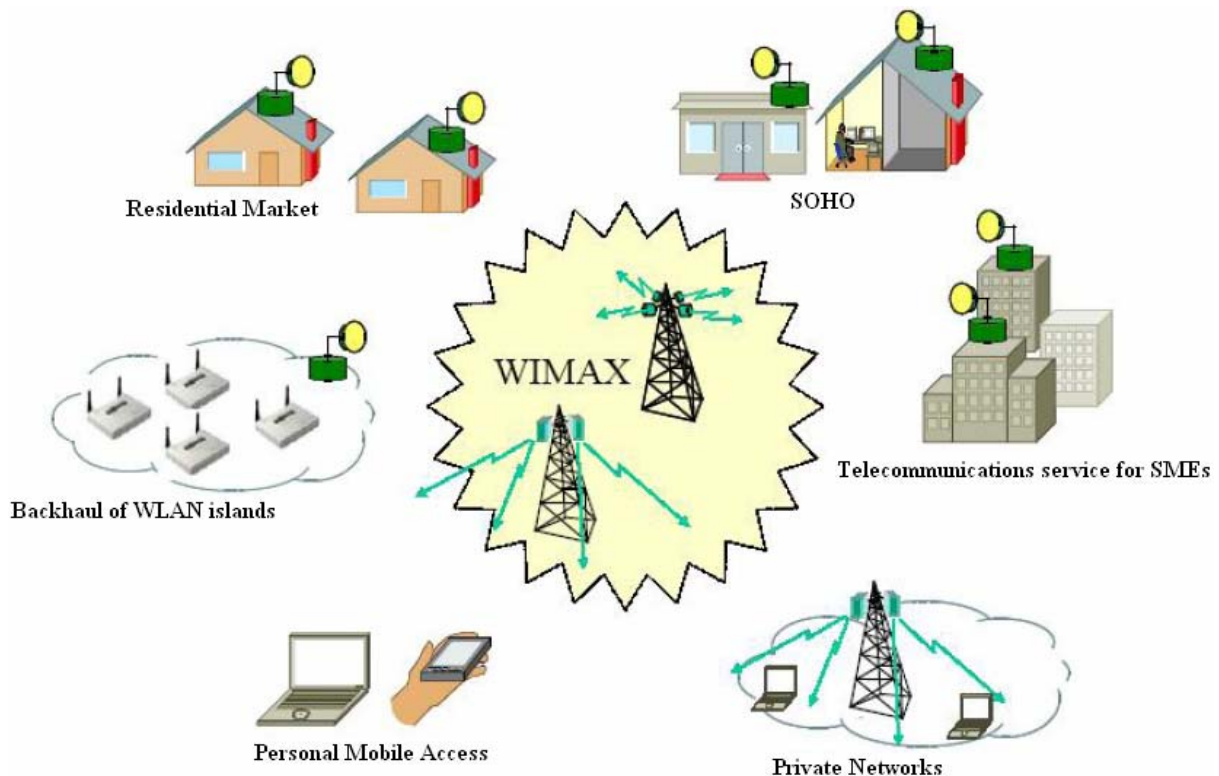 Residential Market
SOHO
WIMAX
Telecommunications service for SMEs
Backhaul of WLAN islands
Personal Mobile Access
Private Networks